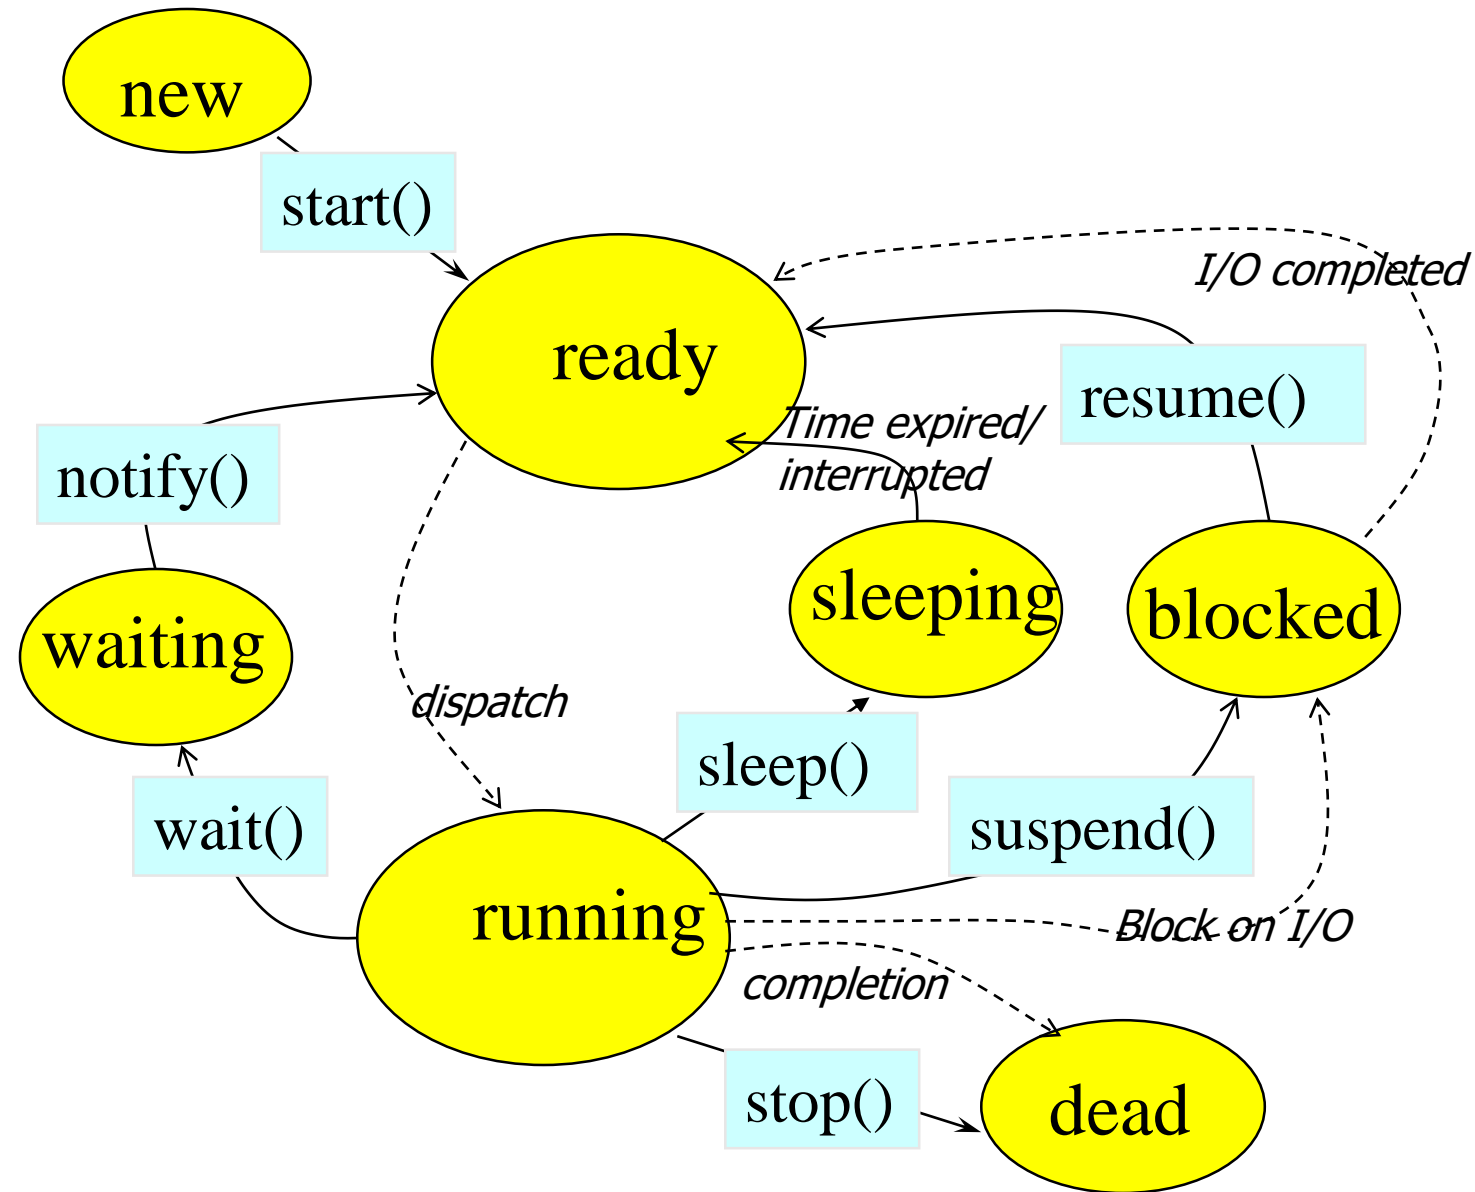 new
start()
I/O completed
ready
resume()
Time expired/
interrupted
notify()
sleeping
blocked
waiting
dispatch
sleep()
wait()
suspend()
running
Block on I/O
completion
stop()
dead